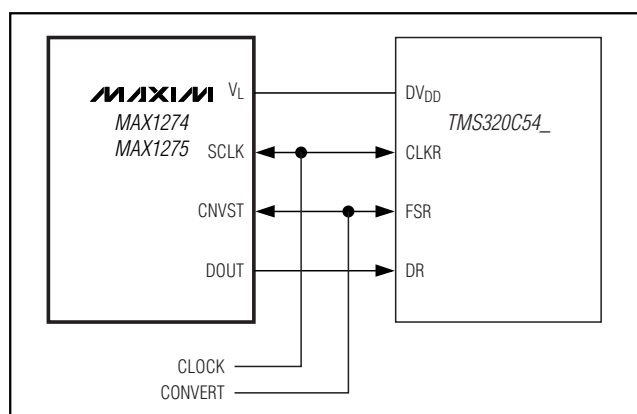 MAXIM
MAX1274
MAX1275
VL
SCLK
CNVST
DOUT
DVDD
TMS320C54_
CLKR
FSR
DR
CLOCK
CONVERT